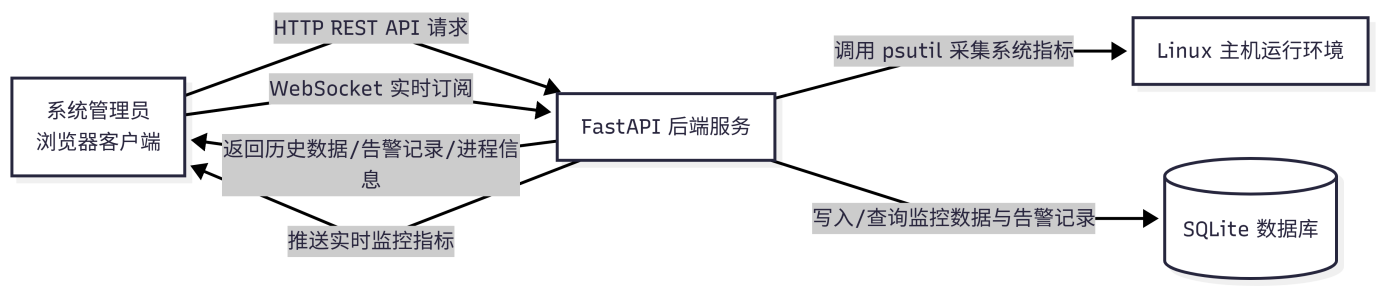 HTTP REST API 请求
WebSocket 实时订阅
系统管理员
浏览器客户端
返回历史数据/告警记录/进程信
息
推送实时监控指标
FastAPI 后端服务
调用 psutil 采集系统指标
Linux 主机运行环境
写入/查询监控数据与告警记录
SQLite 数据库